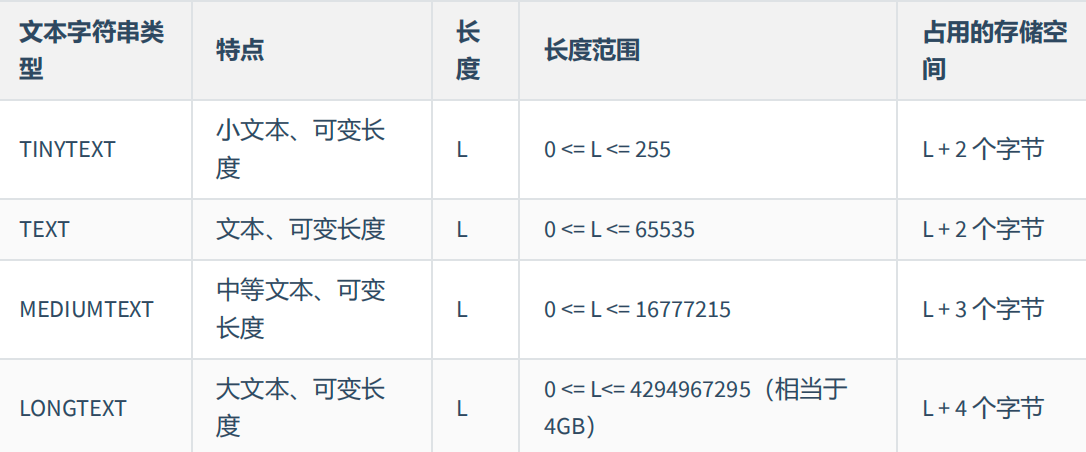 文本字符串类型 特点 长度 长度范围 占用的存储空间
TINYTEXT 小文本、可变长度 L 0 <= L <= 255 L + 2 个字节
TEXT 文本、可变长度 L 0 <= L <= 65535 L + 2 个字节
MEDIUMTEXT 中等文本、可变长度 L 0 <= L <= 16777215 L + 3 个字节
LONGTEXT 大文本、可变长度 L 0 <= L<= 4294967295（相当于4GB） L + 4 个字节